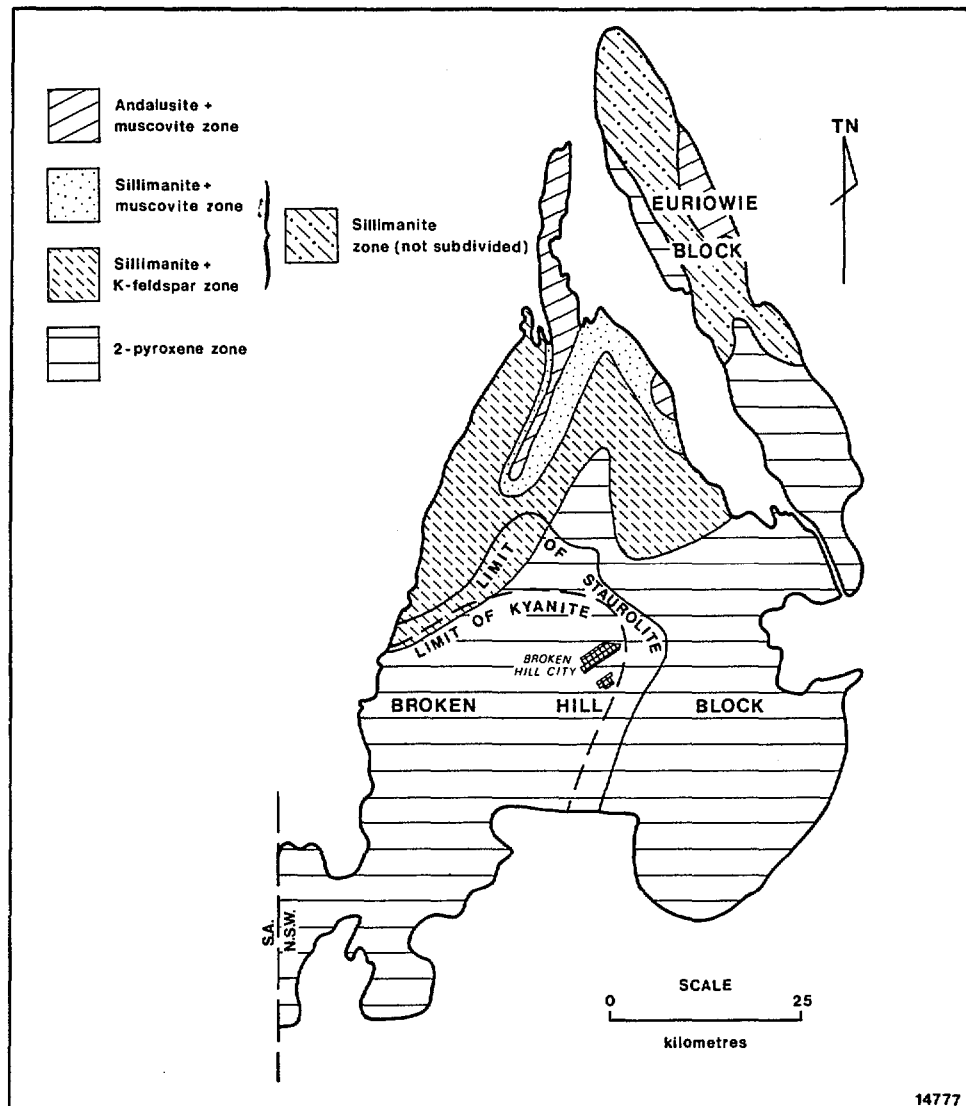 Andalusite +
muscovite zone
Sillimanite +
muscovite zone
Sillimanite +
K-feldspar zone
Sillimanite
zone (not subdivided)
2-pyroxene zone
TN
EURIOWIE
BLOCK
LIMIT OF STAUROLITE
LIMIT OF KYANITE
BROKEN
HILL CITY
BROKEN HILL BLOCK
S.A.
N.S.W.
SCALE
0 25
kilometres
14777